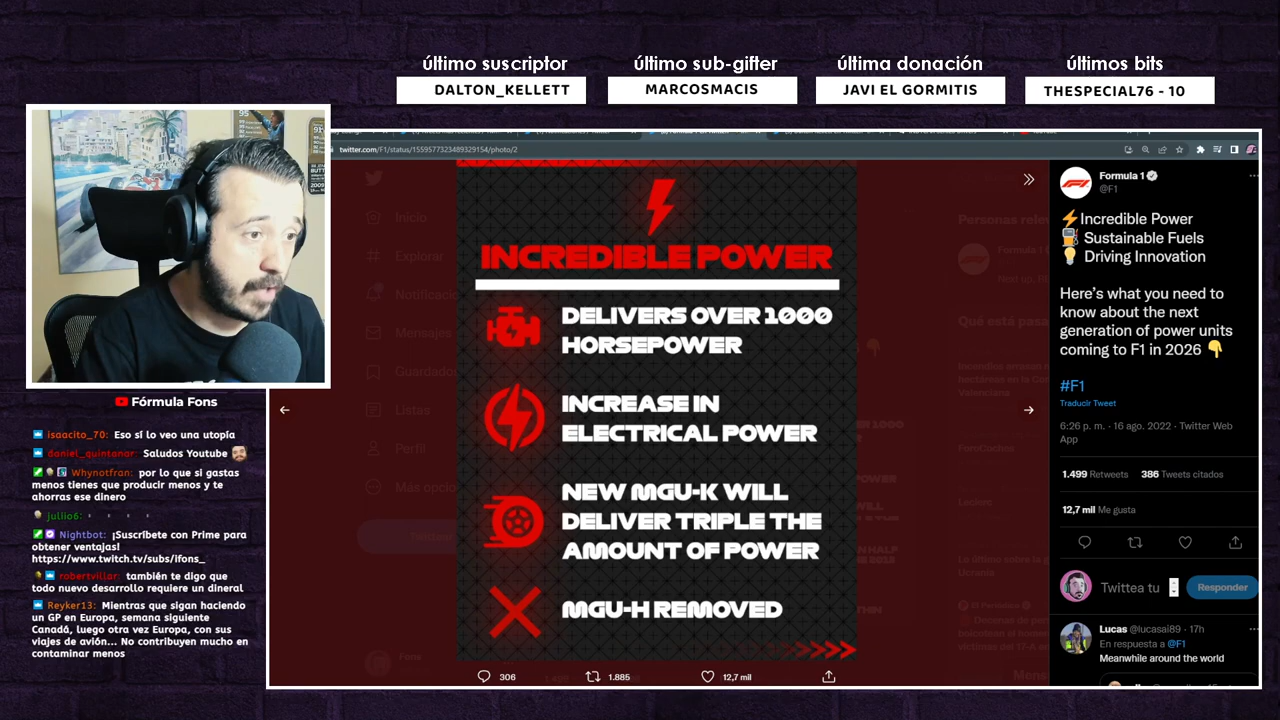 último suscriptor
DALTON_KELLETT
último sub-gifter
MARCOSMACIS
última donación
JAVI EL GORMITIS
últimos bits
THESPECIAL76 - 10
twitter.com/F1/status/1559577323489329154/photo/2
Fórmula Fons
isaacito_70: Eso sí lo veo una utopía
daniel_quintanar: Saludos Youtube
Whynotfran: por lo que si gastas
menos tienes que producir menos y te
ahorras ese dinero
juliio6:
Nightbot: ¡Suscríbete con Prime para
obtener ventajas!
https://www.twitch.tv/subs/ifons_
robertvillar: también te digo que
todo nuevo desarrollo requiere un dineral
Reyker13: Mientras que sigan haciendo
un GP en Europa, semana siguiente
Canadá, luego otra vez Europa, con sus
viajes de avión... No contribuyen mucho en
contaminar menos
Inicio
Explorar
Mensajes
Listas
Perfil
Fons
INCREDIBLE POWER
DELIVERS OVER 1000
HORSEPOWER
INCREASE IN
ELECTRICAL POWER
NEW MGU-K WILL
DELIVER TRIPLE THE
AMOUNT OF POWER
MGU-H REMOVED
306
1.885
12,7 mil
Formula 1
@F1
Incredible Power
Sustainable Fuels
Driving Innovation
Here's what you need to
know about the next
generation of power units
coming to F1 in 2026
#F1
Traducir Tweet
6:26 p. m. · 16 ago. 2022 · Twitter Web
App
1.499 Retweets 386 Tweets citados
12,7 mil Me gusta
Twittea tu
Responder
Lucas @lucasai89 · 17h
En respuesta a @F1
Meanwhile around the world